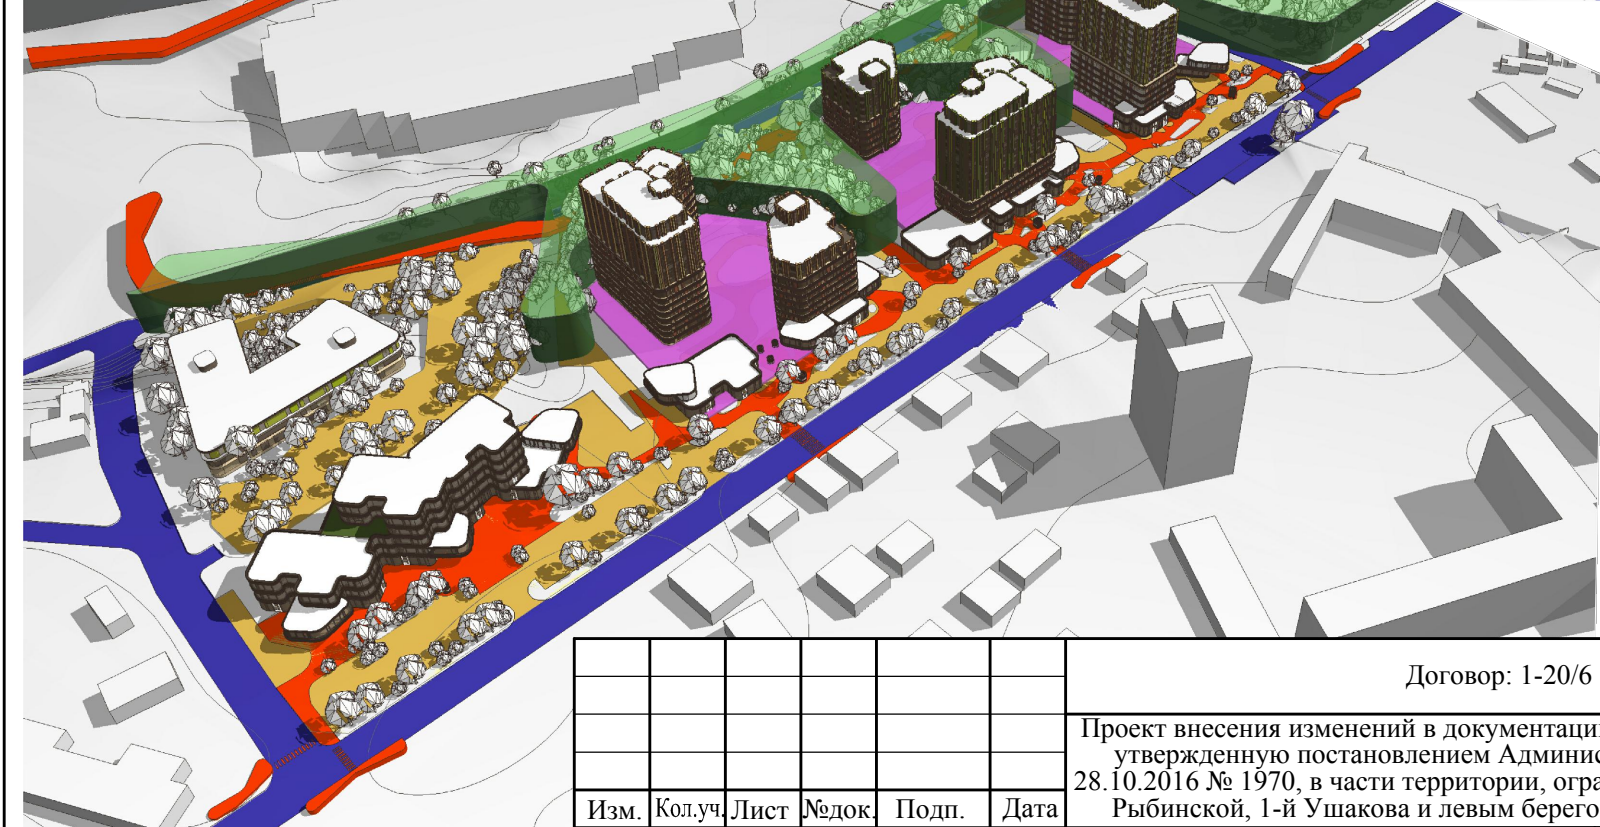 Договор: 1-20/6
Проект внесения изменений в документаци
утвержденную постановлением Админис
28.10.2016 № 1970, в части территории, огра
Рыбинской, 1-й Ушакова и левым берего
Изм. Кол.уч. Лист №док. Подп. Дата